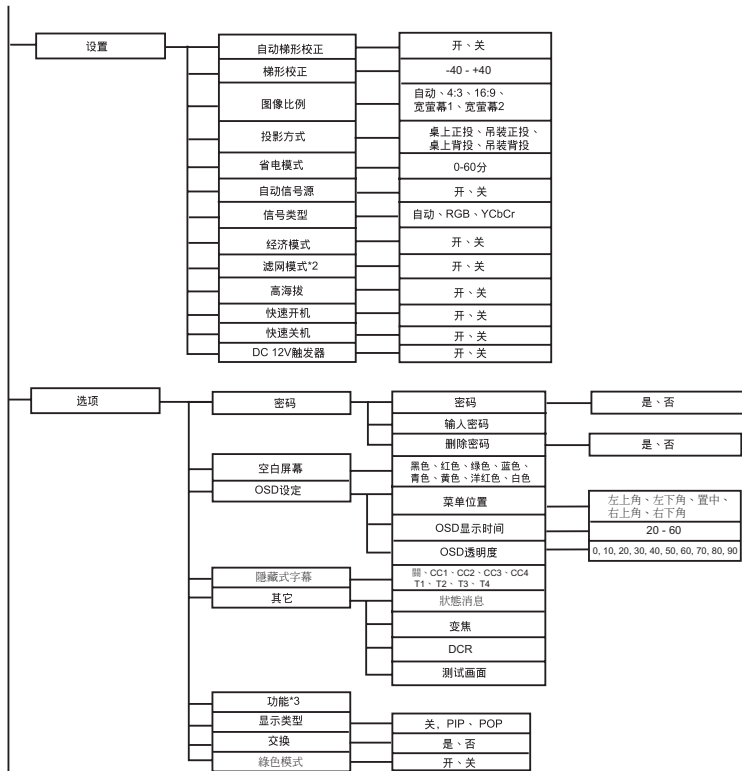 设置
自动梯形校正
开、关
梯形校正
-40 - +40
图像比例
自动、4:3、16:9、
宽萤幕1、宽萤幕2
投影方式
桌上正投、吊装正投、
桌上背投、吊装背投
省电模式
0-60分
自动信号源
开、关
信号类型
自动、RGB、YCbCr
经济模式
开、关
滤网模式*2
开、关
高海拔
开、关
快速开机
开、关
快速关机
开、关
DC 12V触发器
开、关
选项
密码
密码
是、否
输入密码
删除密码
是、否
空白屏幕
黑色、红色、绿色、蓝色、
青色、黄色、洋红色、白色
OSD设定
菜单位置
左上角、左下角、置中、
右上角、右下角
OSD显示时间
20 - 60
OSD透明度
0, 10, 20, 30, 40, 50, 60, 70, 80, 90
隱藏式字幕
關、CC1、CC2、CC3、CC4
T1、T2、T3、T4
其它
狀態消息
变焦
DCR
测试画面
功能*3
显示类型
关, PIP、POP
交换
是、否
綠色模式
开、关